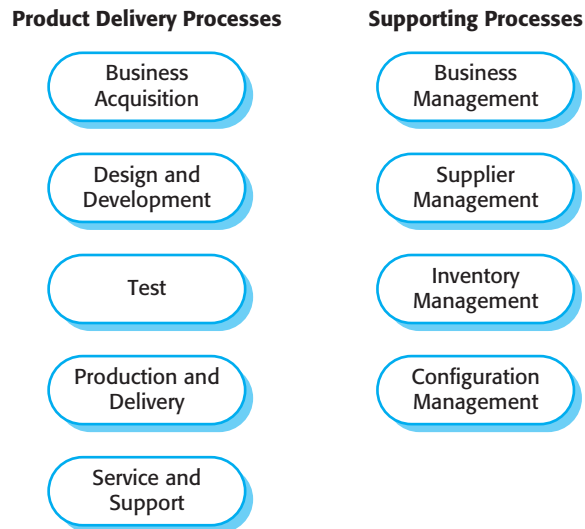 Product Delivery Processes
Business
Acquisition
Design and
Development
Test
Production and
Delivery
Service and
Support
Supporting Processes
Business
Management
Supplier
Management
Inventory
Management
Configuration
Management